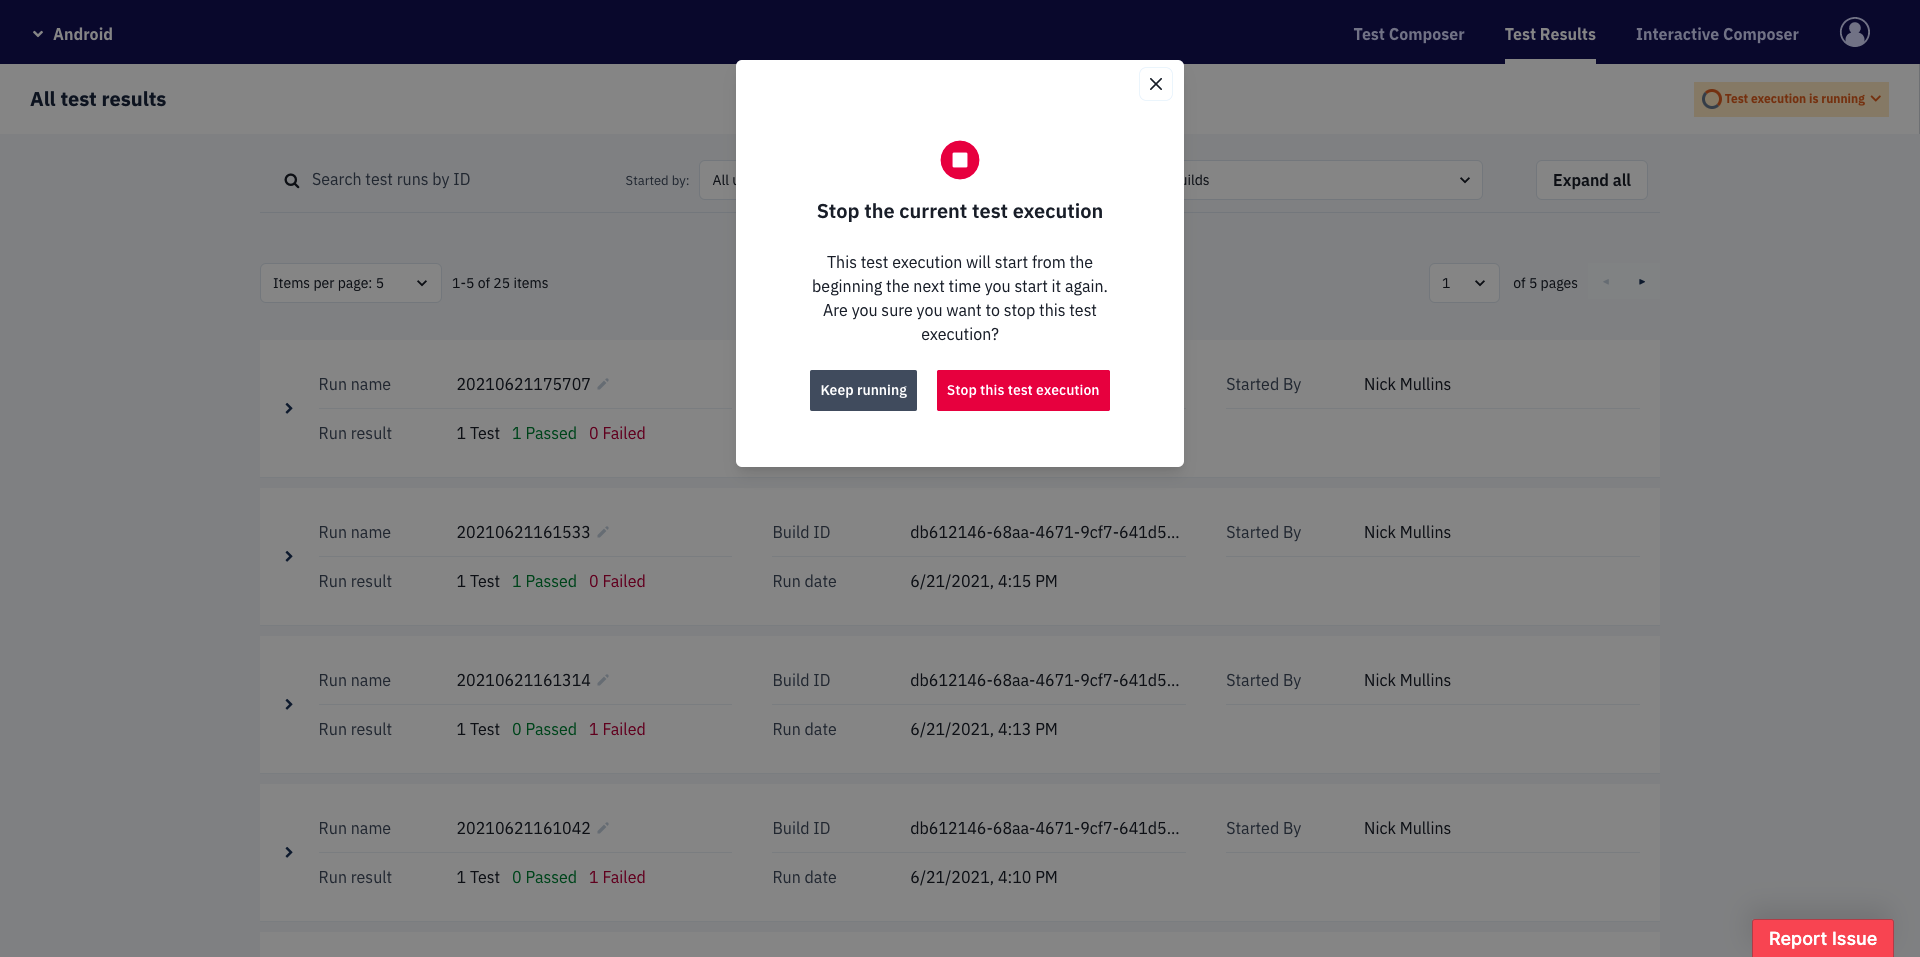 Android
Test Composer
Test Results
Interactive Composer
All test results
Test execution is running
Search test runs by ID
Started by:
All u
uilds
Expand all
Stop the current test execution
This test execution will start from the
beginning the next time you start it again.
Are you sure you want to stop this test
execution?
Keep running
Stop this test execution
Items per page: 5
1-5 of 25 items
1
of 5 pages
Run name 20210621175707 Started By Nick Mullins
Run result 1 Test 1 Passed 0 Failed
Run name 20210621161533 Build ID db612146-68aa-4671-9cf7-641d5... Started By Nick Mullins
Run result 1 Test 1 Passed 0 Failed Run date 6/21/2021, 4:15 PM
Run name 20210621161314 Build ID db612146-68aa-4671-9cf7-641d5... Started By Nick Mullins
Run result 1 Test 0 Passed 1 Failed Run date 6/21/2021, 4:13 PM
Run name 20210621161042 Build ID db612146-68aa-4671-9cf7-641d5... Started By Nick Mullins
Run result 1 Test 0 Passed 1 Failed Run date 6/21/2021, 4:10 PM
Report Issue